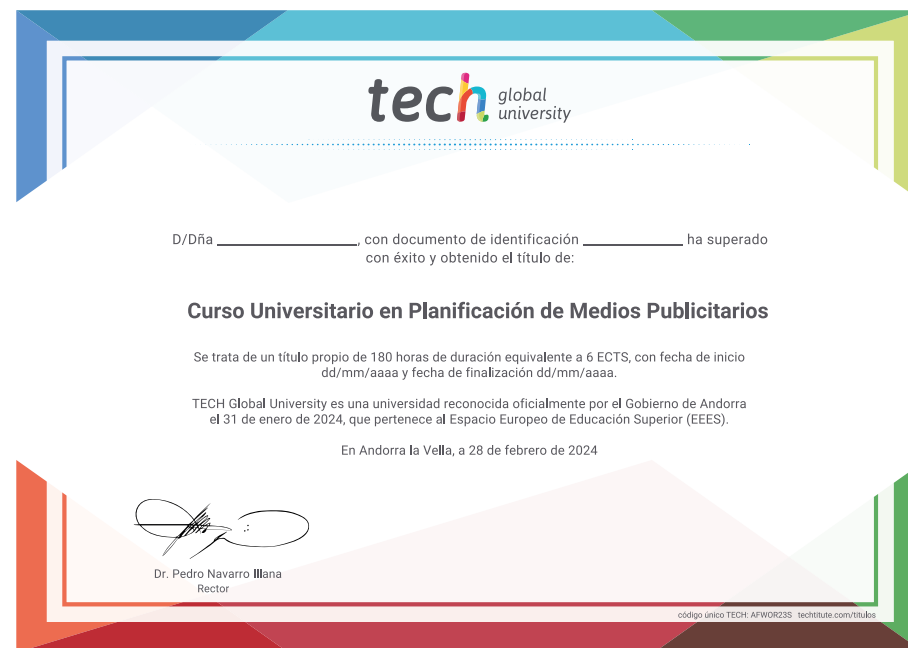 tech global university
D/Dña ______________, con documento de identificación __________ ha superado
con éxito y obtenido el título de:
Curso Universitario en Planificación de Medios Publicitarios
Se trata de un título propio de 180 horas de duración equivalente a 6 ECTS, con fecha de inicio
dd/mm/aaaa y fecha de finalización dd/mm/aaaa.
TECH Global University es una universidad reconocida oficialmente por el Gobierno de Andorra
el 31 de enero de 2024, que pertenece al Espacio Europeo de Educación Superior (EEES).
En Andorra la Vella, a 28 de febrero de 2024
Dr. Pedro Navarro Illana
Rector
código único TECH: AFWOR23S techtitute.com/titulos